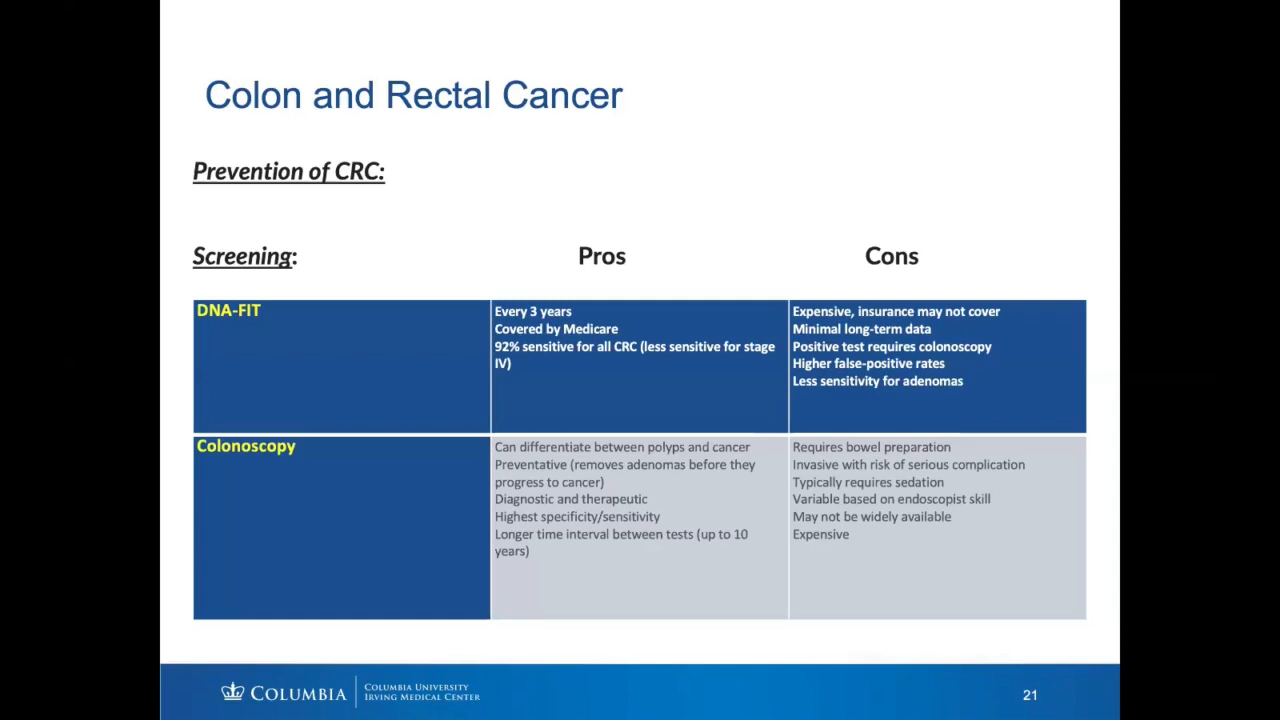 Colon and Rectal Cancer
Prevention of CRC:
Screening:
Pros
Cons
DNA-FIT
Every 3 years
Covered by Medicare
92% sensitive for all CRC (less sensitive for stage
IV)
Expensive, insurance may not cover
Minimal long-term data
Positive test requires colonoscopy
Higher false-positive rates
Less sensitivity for adenomas
Colonoscopy
Can differentiate between polyps and cancer
Preventative (removes adenomas before they
progress to cancer)
Diagnostic and therapeutic
Highest specificity/sensitivity
Longer time interval between tests (up to 10
years)
Requires bowel preparation
Invasive with risk of serious complication
Typically requires sedation
Variable based on endoscopist skill
May not be widely available
Expensive
COLUMBIA
COLUMBIA UNIVERSITY
IRVING MEDICAL CENTER
21